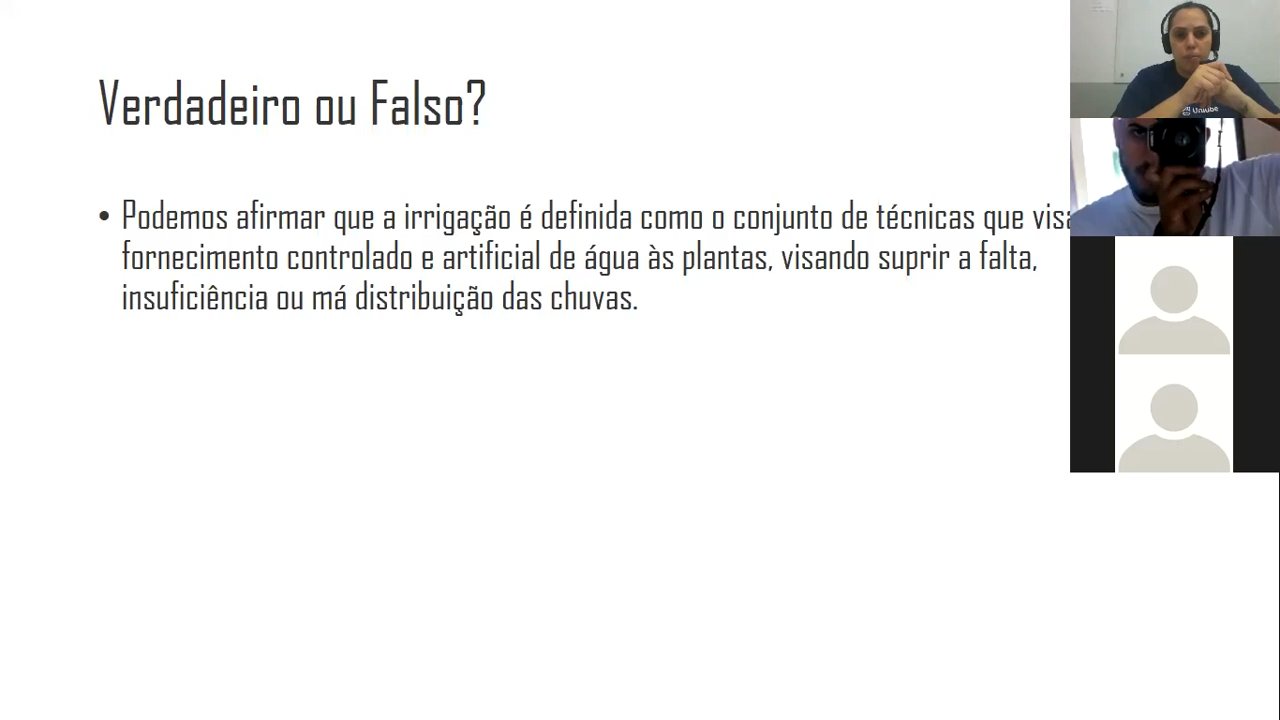 Verdadeiro ou Falso?
• Podemos afirmar que a irrigação é definida como o conjunto de técnicas que
fornecimento controlado e artificial de água às plantas, visando suprir a falta,
insuficiência ou má distribuição das chuvas.
Uniube